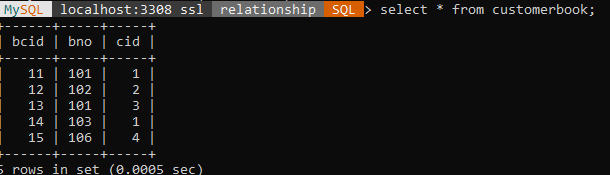 MySQL localhost:3308 ssl relationship SQL > select * from customerbook;
+------+-----+-----+
| bcid | bno | cid |
+------+-----+-----+
| 11 | 101 | 1 |
| 12 | 102 | 2 |
| 13 | 101 | 3 |
| 14 | 103 | 1 |
| 15 | 106 | 4 |
+------+-----+-----+
5 rows in set (0.0005 sec)